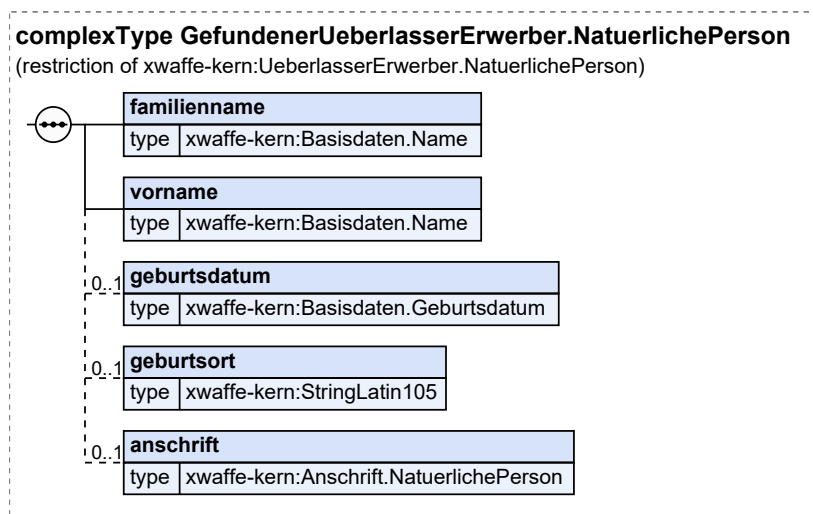 complexType GefundenerUeberlasserErwerber.NatuerlichePerson
(restriction of xwaffe-kern:UeberlasserErwerber.NatuerlichePerson)
familienname
type xwaffe-kern:Basisdaten.Name
vorname
type xwaffe-kern:Basisdaten.Name
0..1 geburtsdatum
type xwaffe-kern:Basisdaten.Geburtsdatum
0..1 geburtsort
type xwaffe-kern:StringLatin105
0..1 anschrift
type xwaffe-kern:Anschrift.NatuerlichePerson